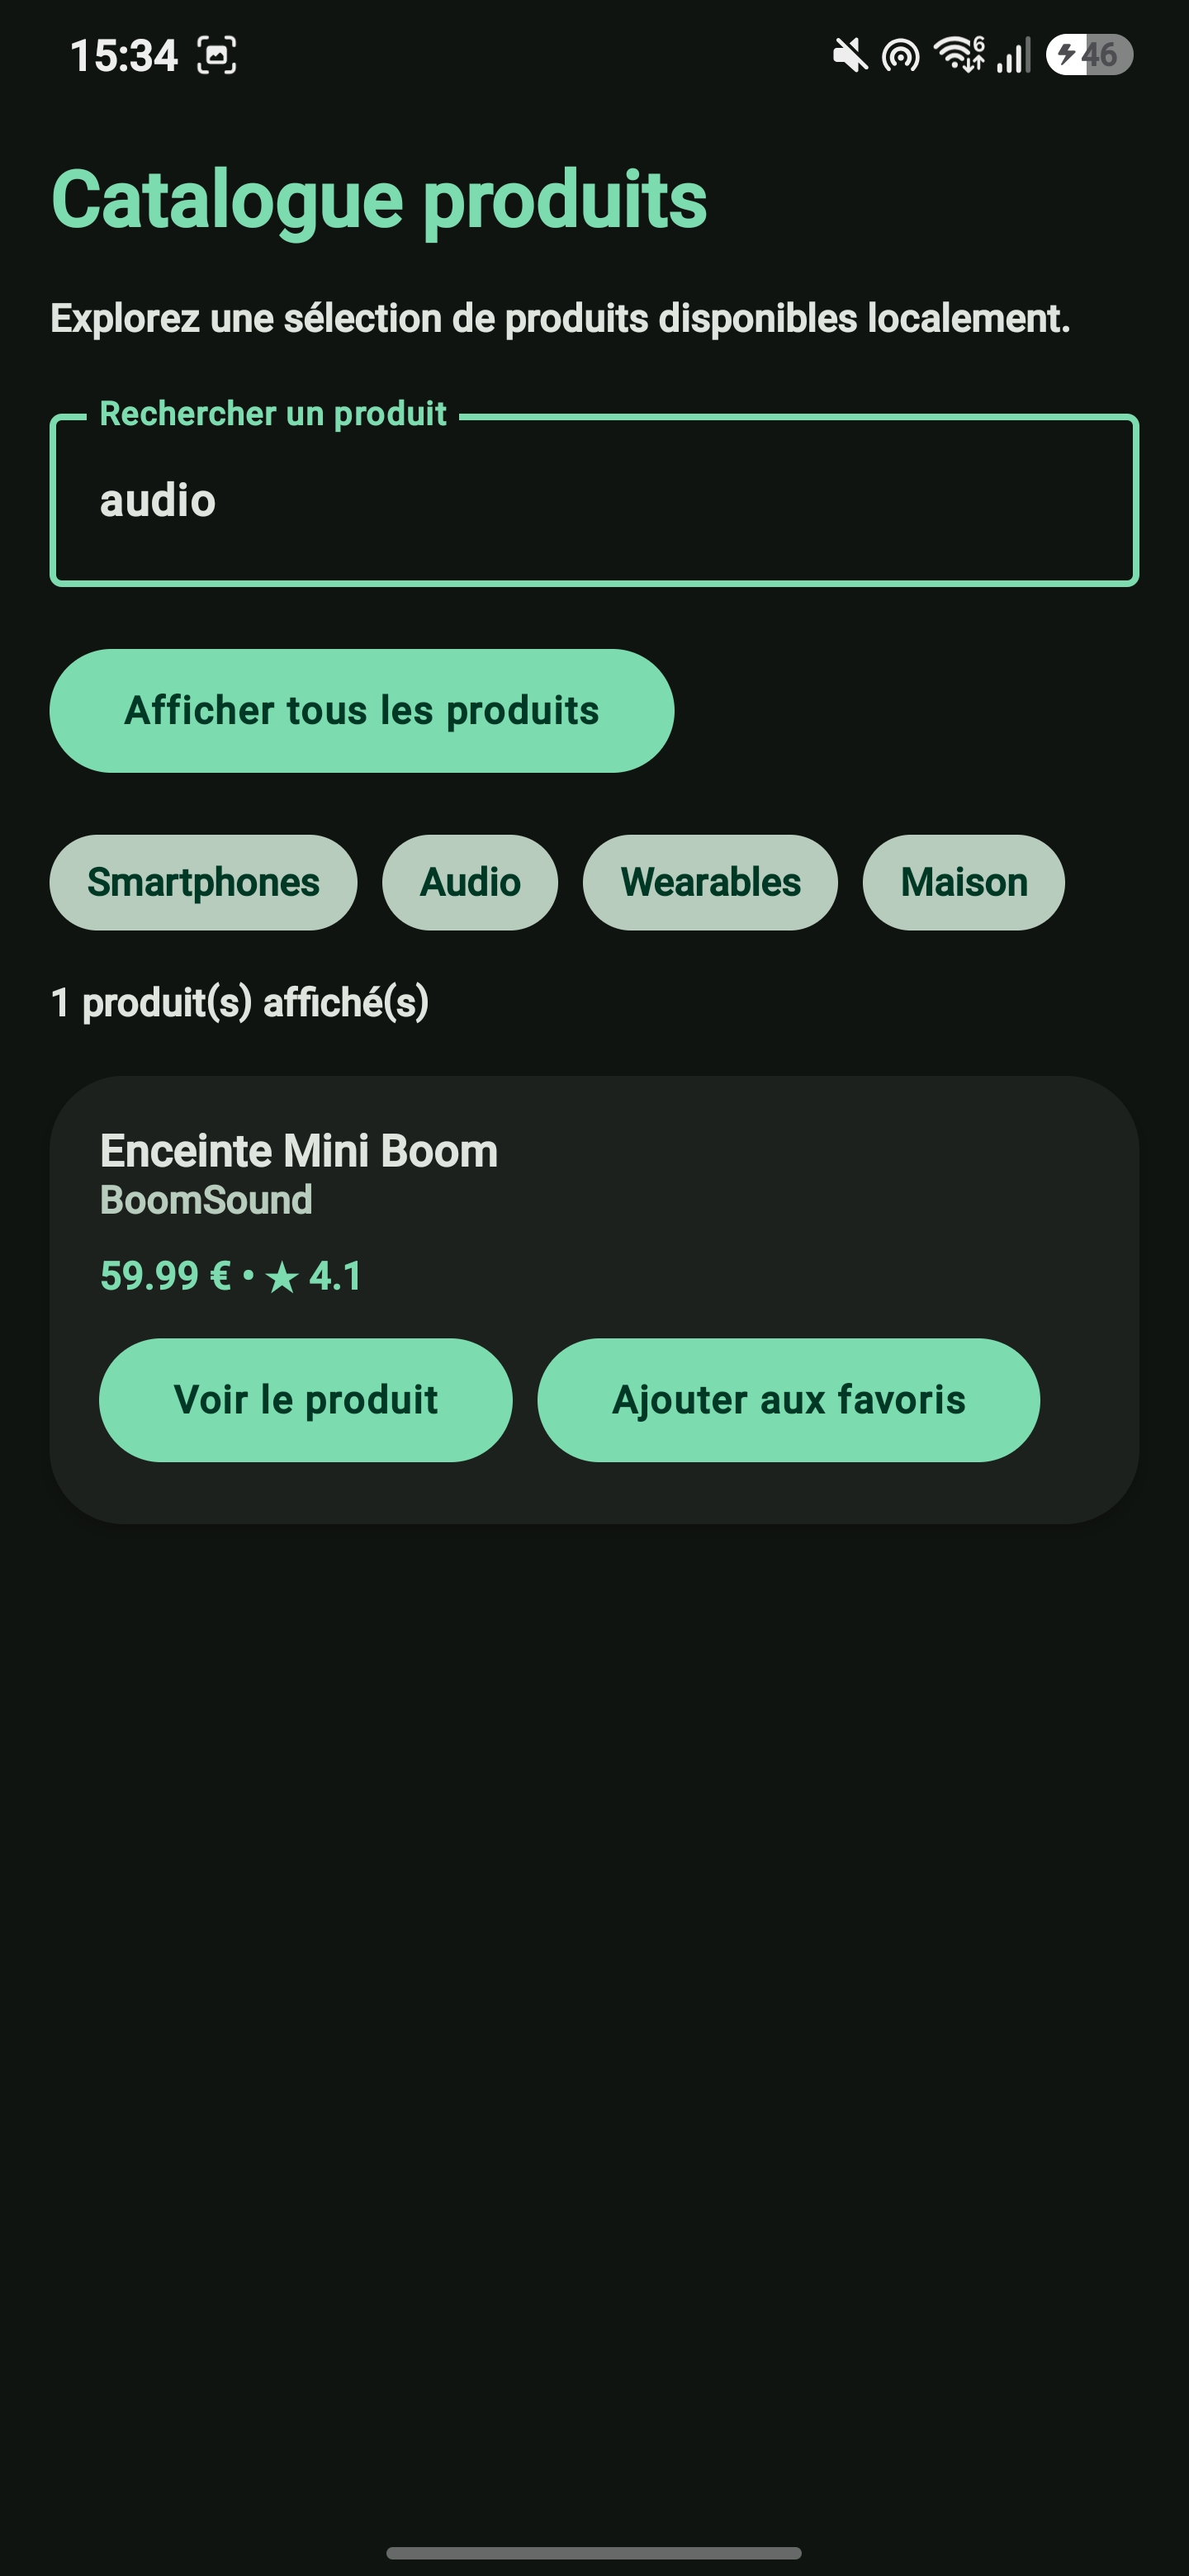 15:34 6 46
Catalogue produits
Explorez une sélection de produits disponibles localement.
Rechercher un produit
audio
Afficher tous les produits
Smartphones Audio Wearables Maison
1 produit(s) affiché(s)
Enceinte Mini Boom
BoomSound
59.99 € • ★ 4.1
Voir le produit Ajouter aux favoris